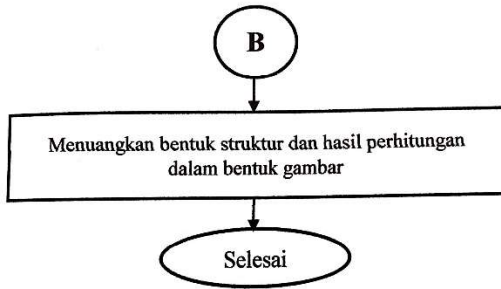 B
Menuangkan bentuk struktur dan hasil perhitungan
dalam bentuk gambar
Selesai